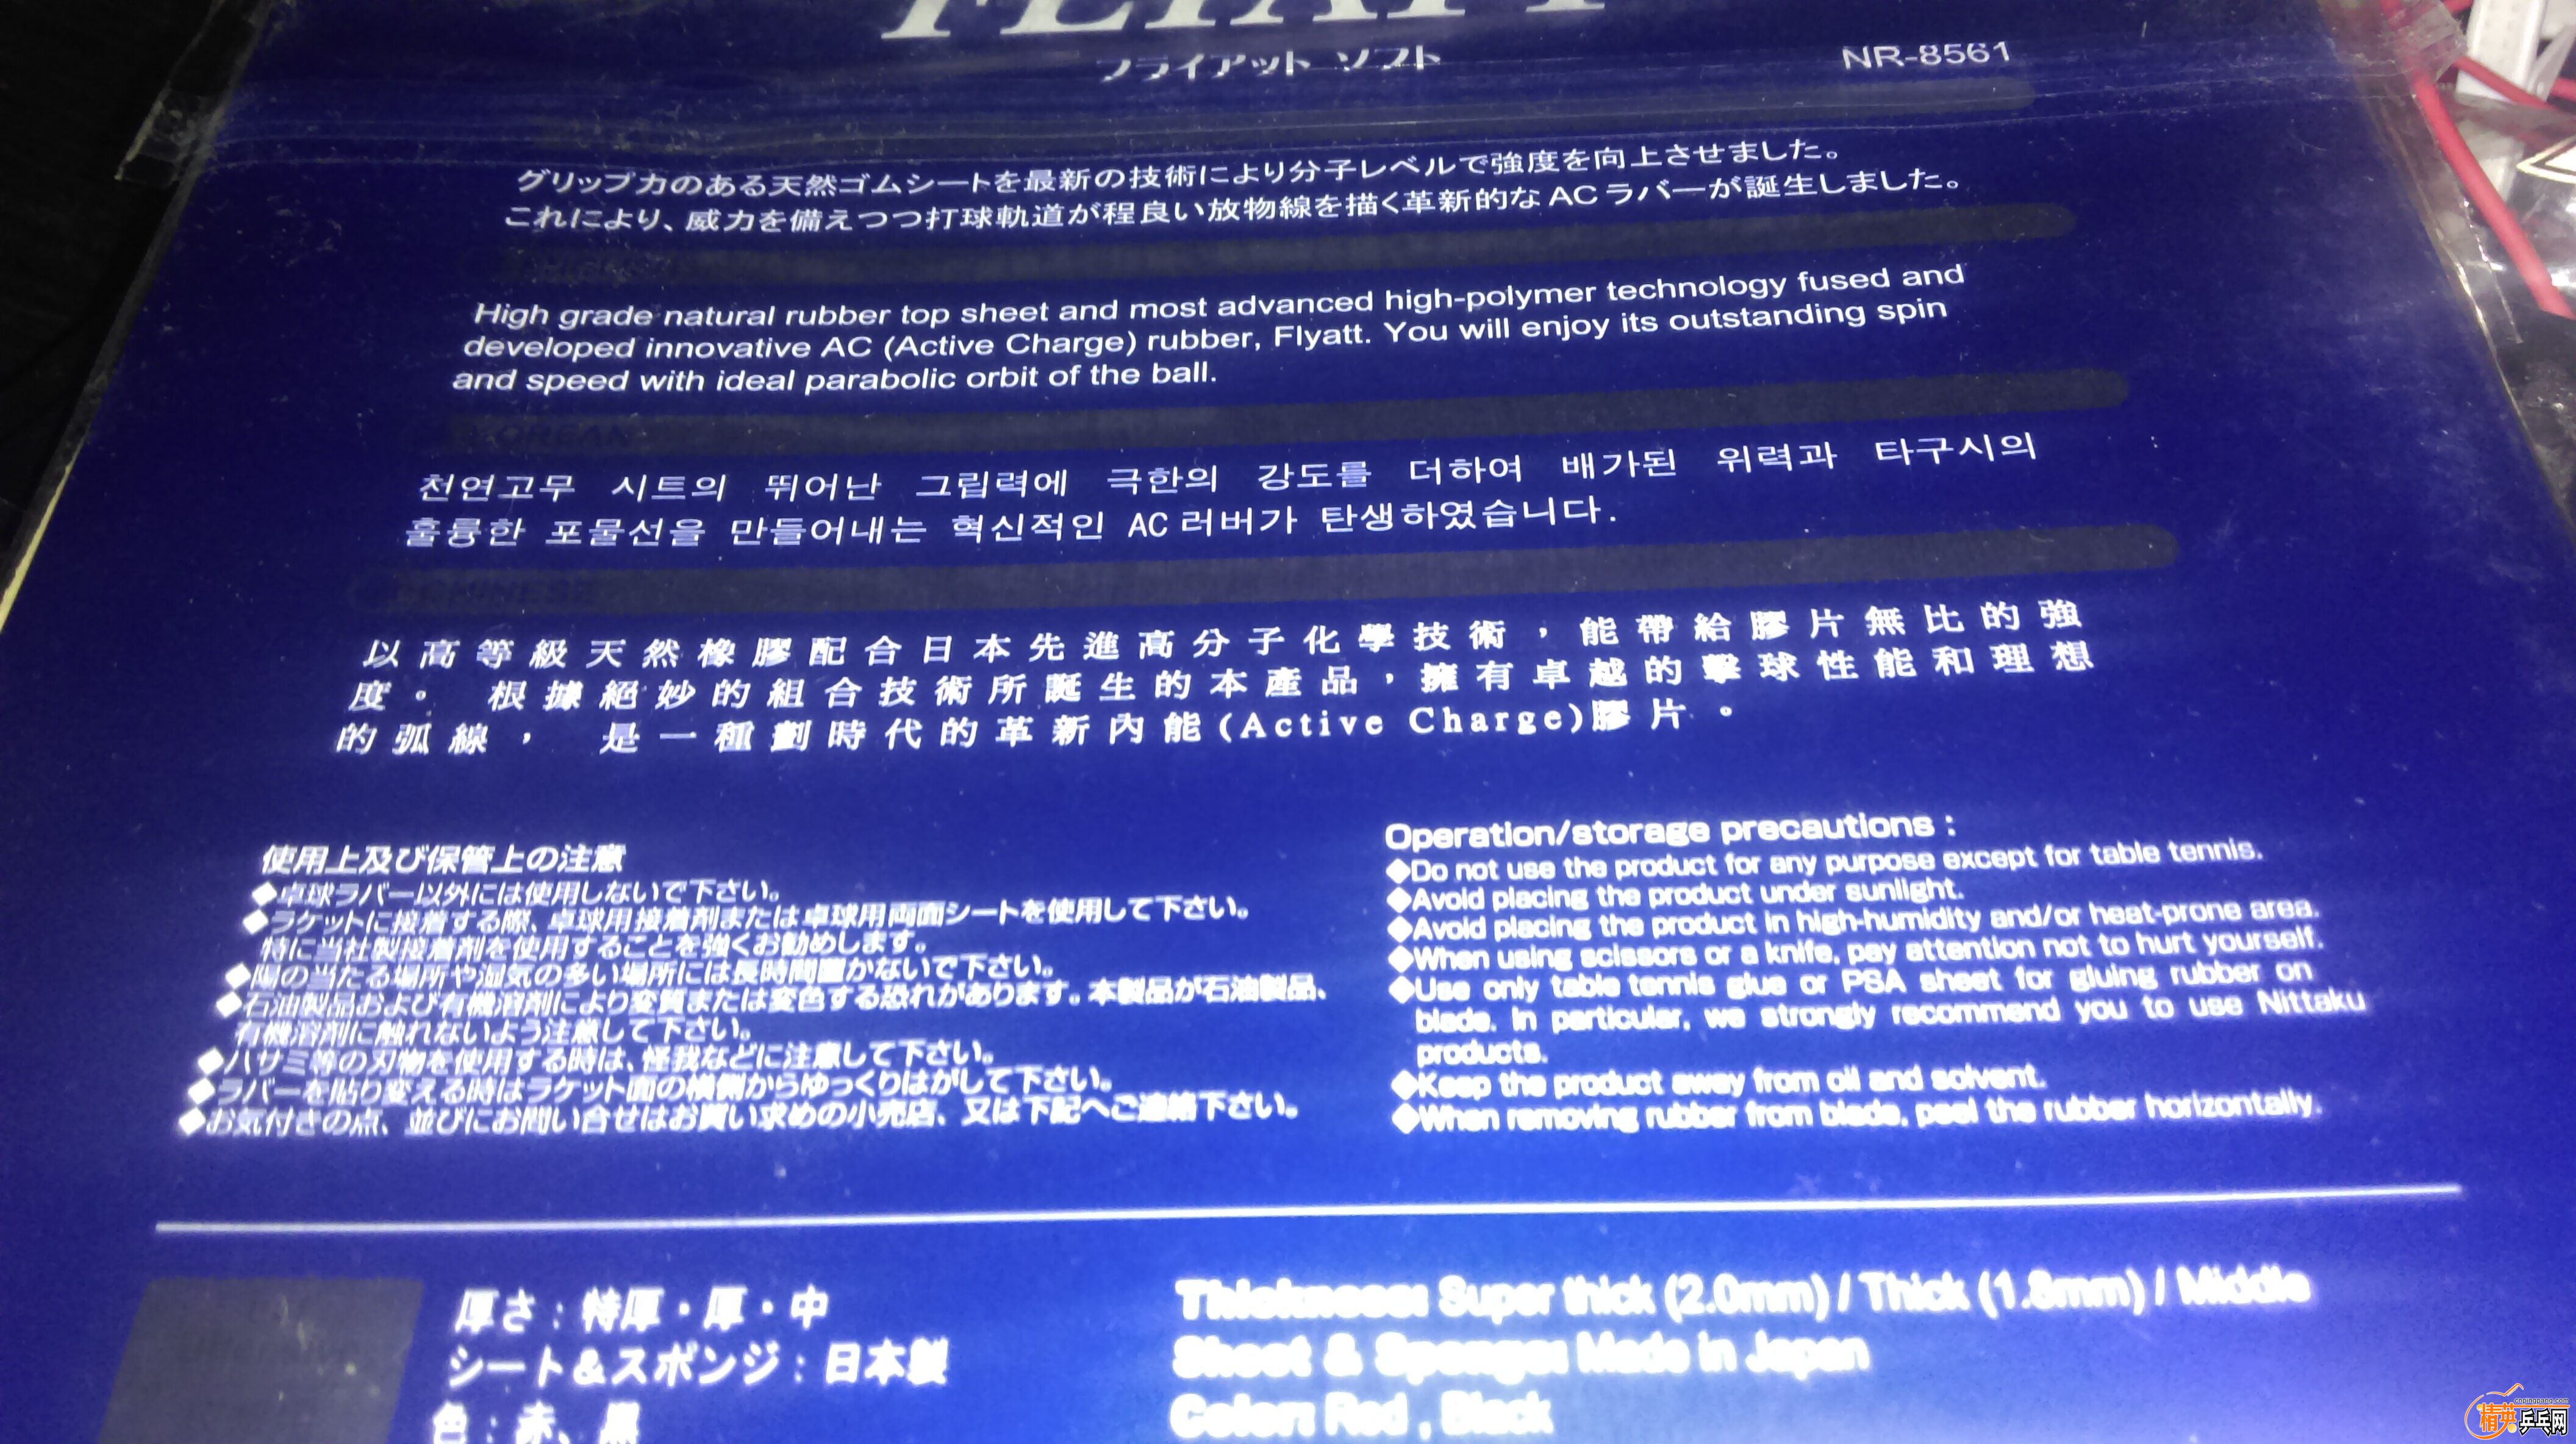 FLYATT
フライアット ソフト
NR-8561
グリップ力のある天然ゴムシートを最新の技術により分子レベルで強度を向上させました。
これにより、威力を備えつつ打球軌道が程良い放物線を描く革新的なACラバーが誕生しました。
High grade natural rubber top sheet and most advanced high-polymer technology fused and
developed innovative AC (Active Charge) rubber, Flyatt. You will enjoy its outstanding spin
and speed with ideal parabolic orbit of the ball.
KOREAN
천연고무 시트의 뛰어난 그립력에 극한의 강도를 더하여 배가된 위력과 타구시의
훌륭한 포물선을 만들어내는 혁신적인 AC러버가 탄생하였습니다.
CHINESE
以高等級天然橡膠配合日本先進高分子化學技術，能帶給膠片無比的強
度。 根據絕妙的組合技術所誕生的本產品，擁有卓越的擊球性能和理想
的弧線， 是一種劃時代的革新內能(Active Charge)膠片。
使用上及び保管上の注意
◆卓球ラバー以外には使用しないで下さい。
◆ラケットに接着する際、卓球用接着剤または卓球用両面シートを使用して下さい。
特に当社製接着剤を使用することを強くお勧めします。
◆陽の当たる場所や湿気の多い場所には長時間置かないで下さい。
◆石油製品および有機溶剤により変質または変色する恐れがあります。本製品が石油製品、
有機溶剤に触れないよう注意して下さい。
◆ハサミ等の刃物を使用する時は、怪我などに注意して下さい。
◆ラバーを貼り変える時はラケット面の横側からゆっくりはがして下さい。
◆お気付きの点、並びにお問い合せはお買い求めの小売店、又は下記へご連絡下さい。
Operation/storage precautions :
◆Do not use the product for any purpose except for table tennis.
◆Avoid placing the product under sunlight.
◆Avoid placing the product in high-humidity and/or heat-prone area.
◆When using scissors or a knife, pay attention not to hurt yourself.
◆Use only table tennis glue or PSA sheet for gluing rubber on
blade. In particular, we strongly recommend you to use Nittaku
products.
◆Keep the product away from oil and solvent.
◆When removing rubber from blade, peel the rubber horizontally.
厚さ：特厚・厚・中
シート&スポンジ：日本製
色：赤、黒
Thickness: Super thick (2.0mm) / Thick (1.8mm) / Middle
Sheet & Sponge: Made in Japan
Color: Red , Black
精英乒乓网